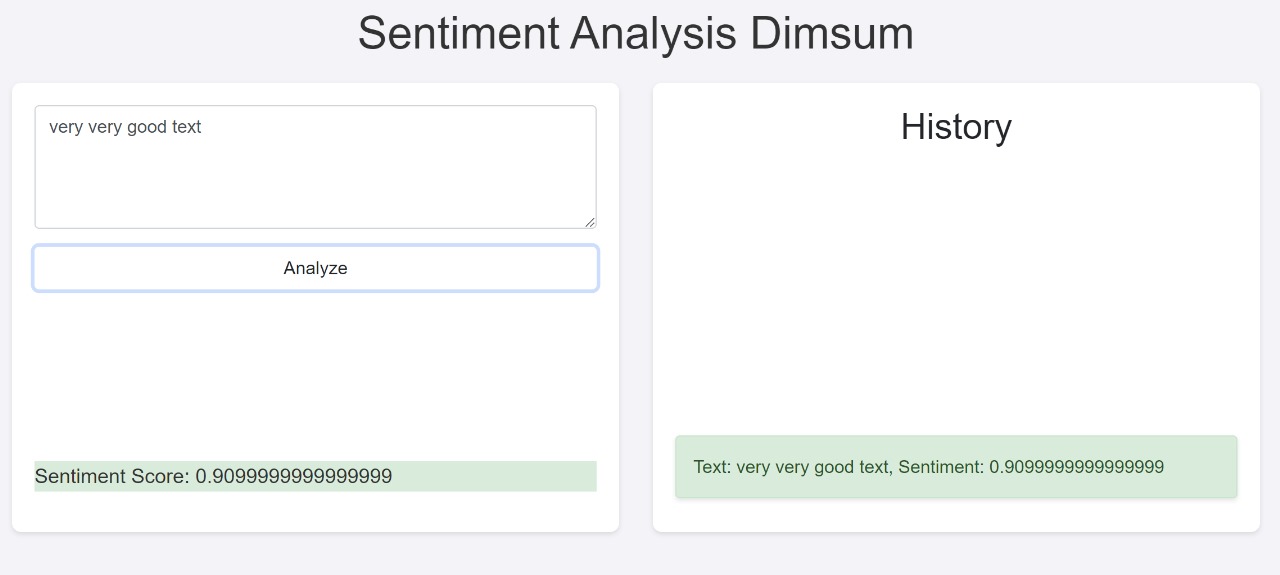 Sentiment Analysis Dimsum
very very good text
Analyze
Sentiment Score: 0.9099999999999999
History
Text: very very good text, Sentiment: 0.9099999999999999